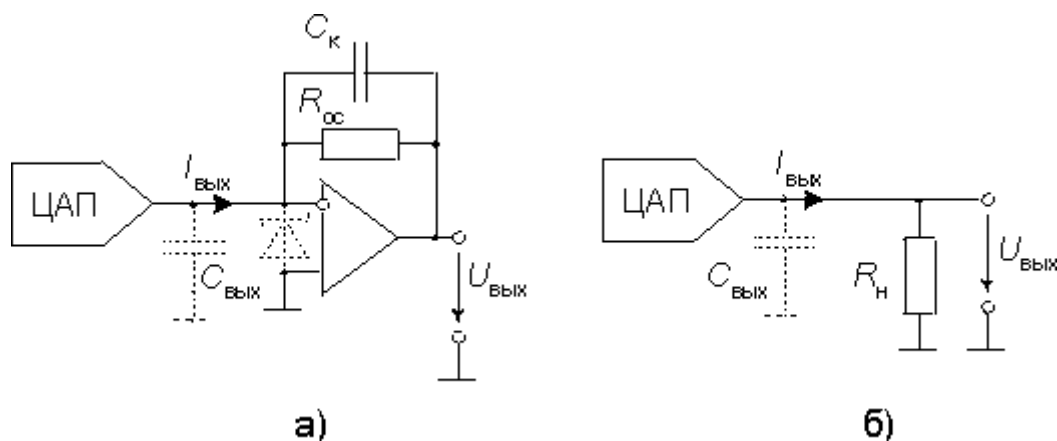 Cк
Rос
Iвых
ЦАП
Cвых
Uвых
а)
Iвых
ЦАП
Cвых
Rн
Uвых
б)